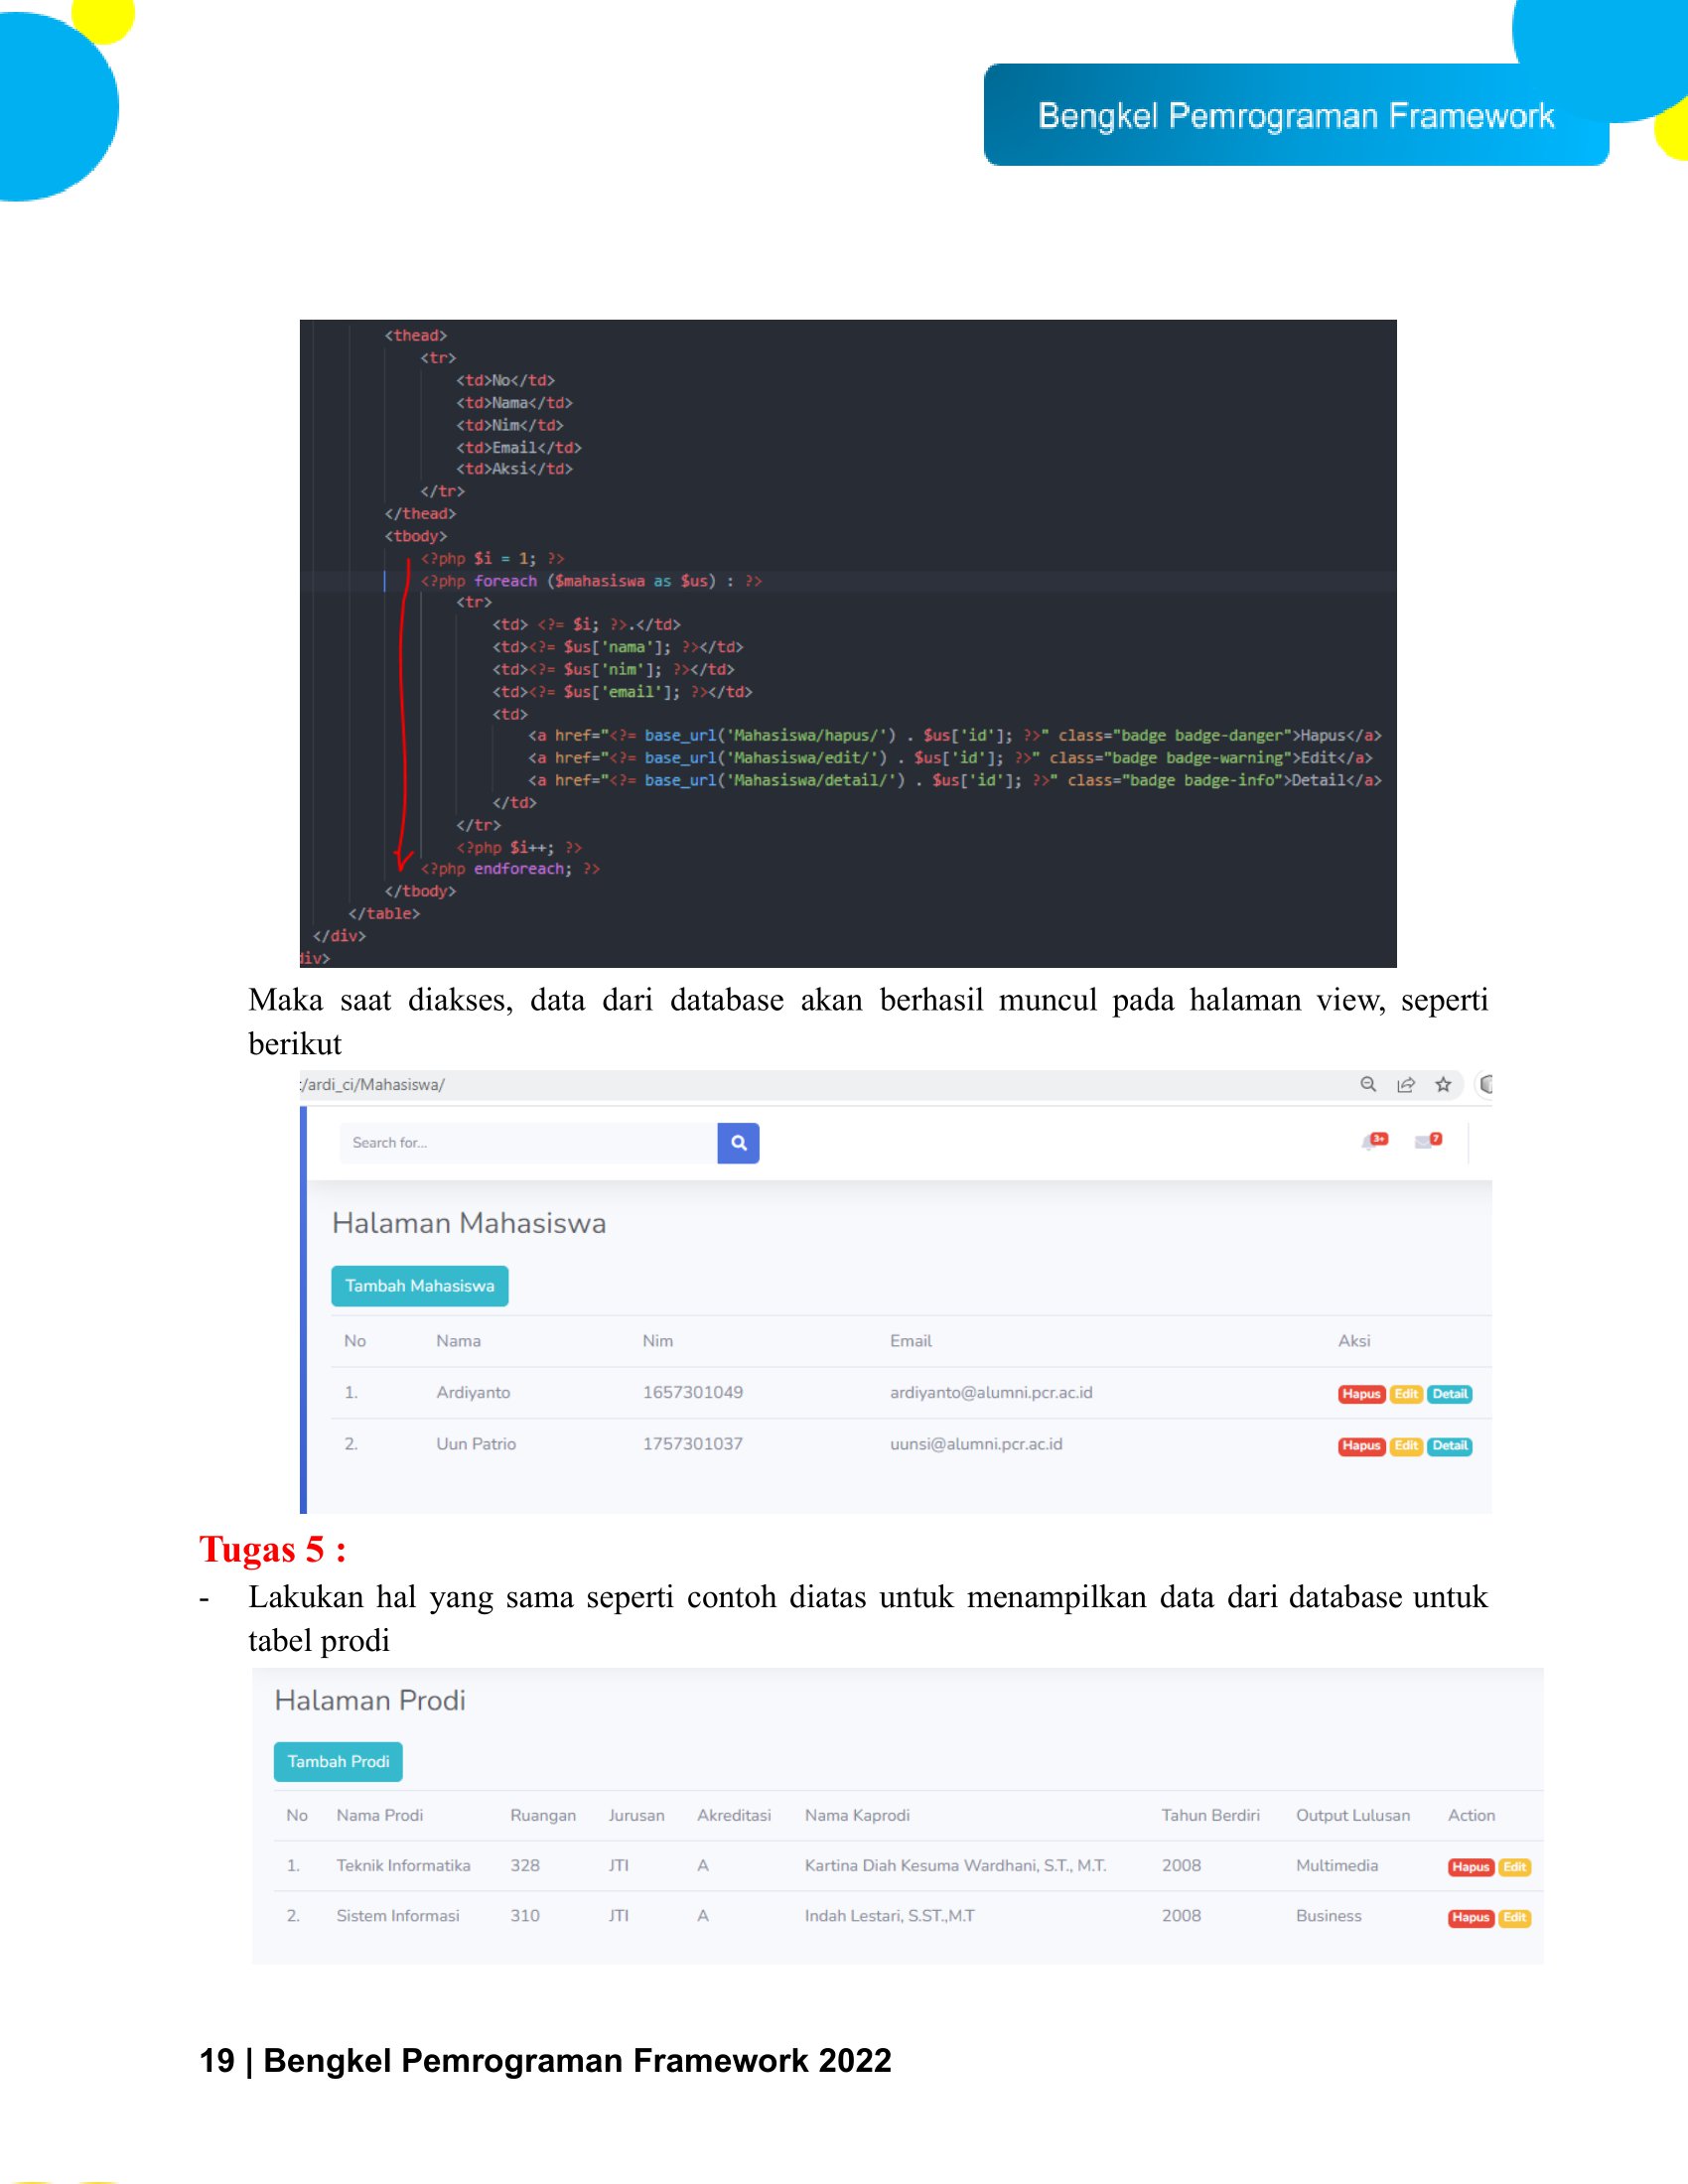 Bengkel Pemrograman Framework
<thead>
<tr>
<td>No</td>
<td>Nama</td>
<td>Nim</td>
<td>Email</td>
<td>Aksi</td>
</tr>
</thead>
<tbody>
<?php $i = 1; ?>
<?php foreach ($mahasiswa as $us) : ?>
<tr>
<td> <?= $i; ?>.</td>
<td><?= $us['nama']; ?></td>
<td><?= $us['nim']; ?></td>
<td><?= $us['email']; ?></td>
<td>
<a href="<?= base_url('Mahasiswa/hapus/') . $us['id']; ?>" class="badge badge-danger">Hapus</a>
<a href="<?= base_url('Mahasiswa/edit/') . $us['id']; ?>" class="badge badge-warning">Edit</a>
<a href="<?= base_url('Mahasiswa/detail/') . $us['id']; ?>" class="badge badge-info">Detail</a>
</td>
</tr>
<?php $i++; ?>
<?php endforeach; ?>
</tbody>
</table>
</div>
div>
Maka saat diakses, data dari database akan berhasil muncul pada halaman view, seperti
berikut
:/ardi_ci/Mahasiswa/
Search for... 3+ 7
Halaman Mahasiswa
Tambah Mahasiswa
No Nama Nim Email Aksi
1. Ardiyanto 1657301049 ardiyanto@alumni.pcr.ac.id Hapus Edit Detail
2. Uun Patrio 1757301037 uunsi@alumni.pcr.ac.id Hapus Edit Detail
Tugas 5 :
- Lakukan hal yang sama seperti contoh diatas untuk menampilkan data dari database untuk
tabel prodi
Halaman Prodi
Tambah Prodi
No Nama Prodi Ruangan Jurusan Akreditasi Nama Kaprodi Tahun Berdiri Output Lulusan Action
1. Teknik Informatika 328 JTI A Kartina Diah Kesuma Wardhani, S.T., M.T. 2008 Multimedia Hapus Edit
2. Sistem Informasi 310 JTI A Indah Lestari, S.ST.,M.T 2008 Business Hapus Edit
19 | Bengkel Pemrograman Framework 2022